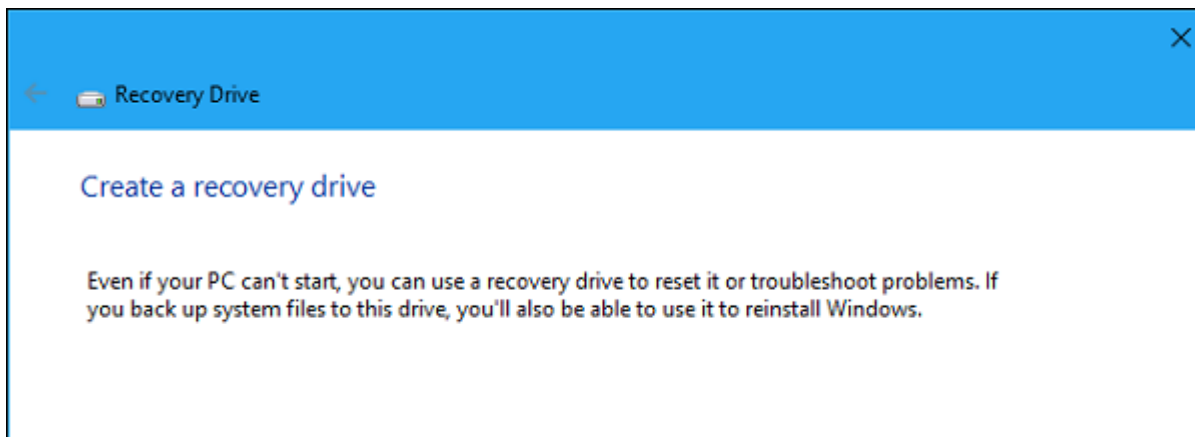 Recovery Drive
Create a recovery drive
Even if your PC can't start, you can use a recovery drive to reset it or troubleshoot problems. If
you back up system files to this drive, you'll also be able to use it to reinstall Windows.